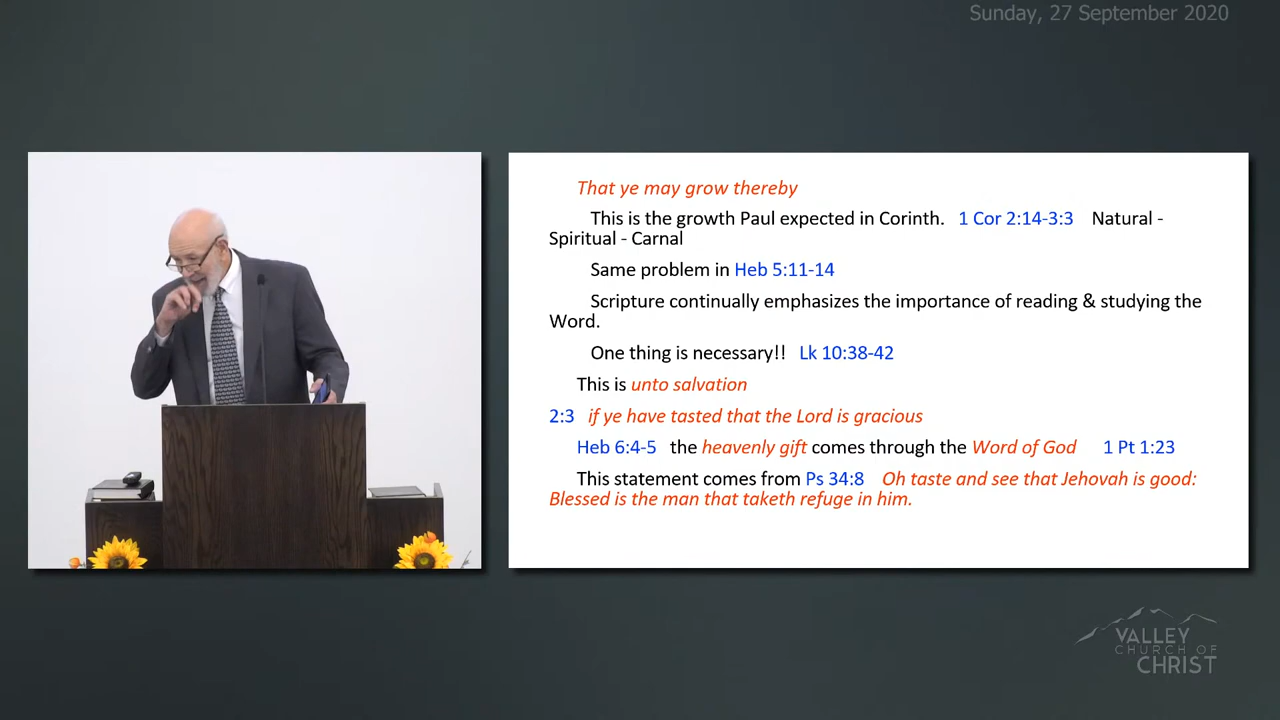 Sunday, 27 September 2020
That ye may grow thereby
This is the growth Paul expected in Corinth. 1 Cor 2:14-3:3 Natural -
Spiritual - Carnal
Same problem in Heb 5:11-14
Scripture continually emphasizes the importance of reading & studying the
Word.
One thing is necessary!! Lk 10:38-42
This is unto salvation
2:3 if ye have tasted that the Lord is gracious
Heb 6:4-5 the heavenly gift comes through the Word of God 1 Pt 1:23
This statement comes from Ps 34:8 Oh taste and see that Jehovah is good:
Blessed is the man that taketh refuge in him.
VALLEY
CHURCH OF
CHRIST